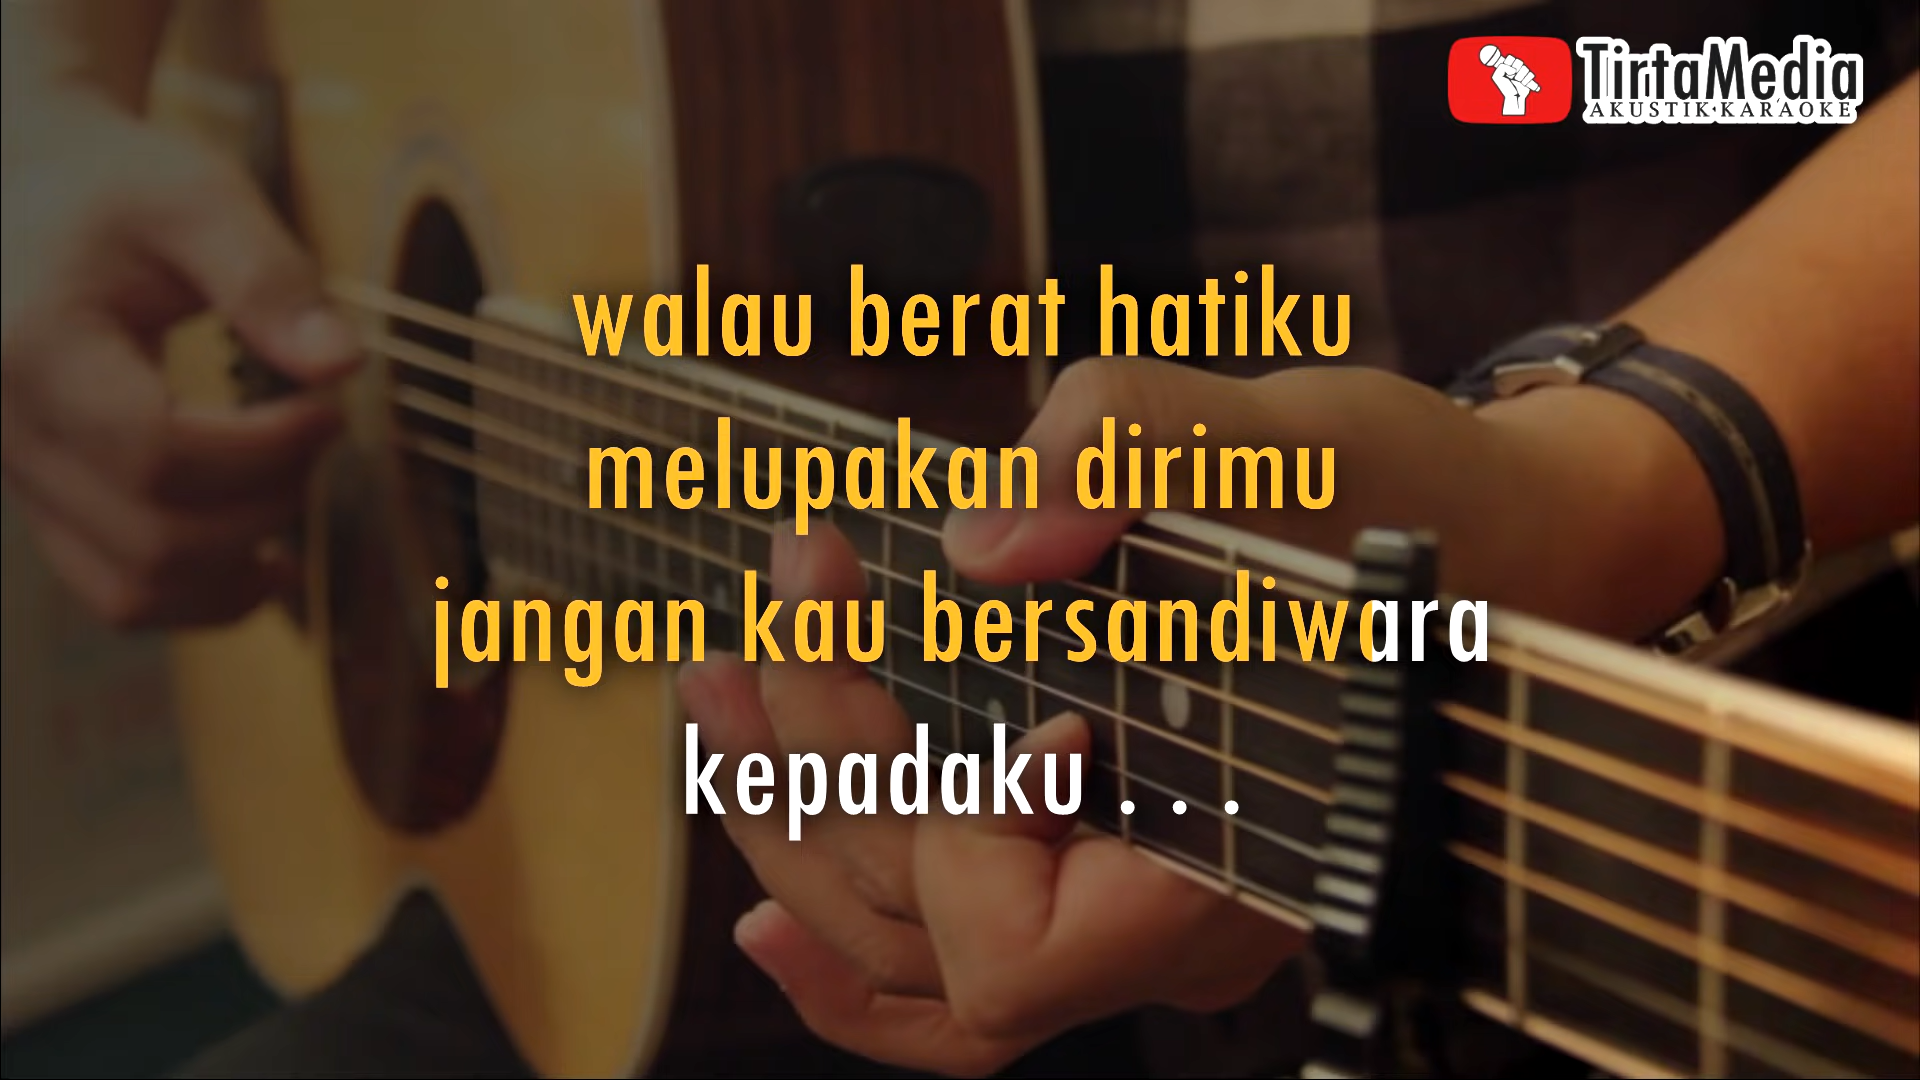 TirtaMedia
AKUSTIK KARAOKE
walau berat hatiku
melupakan dirimu
jangan kau bersandiwara
kepadaku . . .